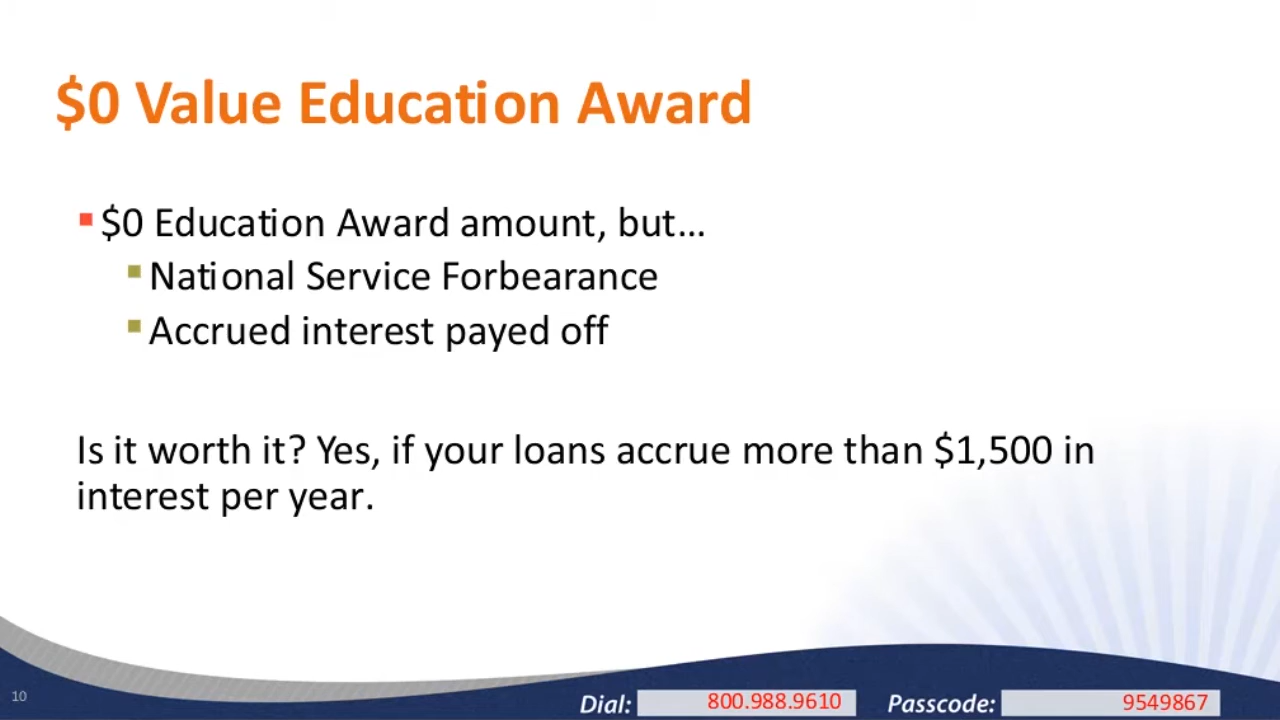 $0 Value Education Award
$0 Education Award amount, but...
National Service Forbearance
Accrued interest payed off
Is it worth it? Yes, if your loans accrue more than $1,500 in
interest per year.
10
Dial: 800.988.9610 Passcode: 9549867